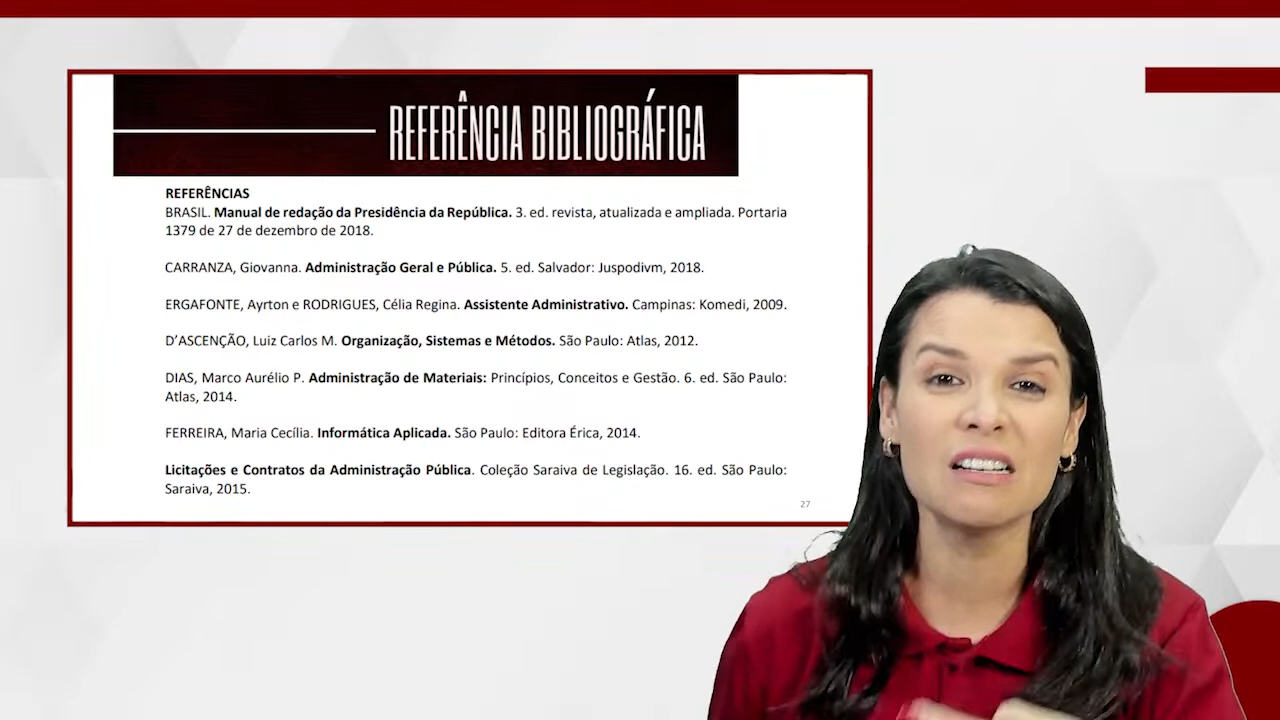 REFERÊNCIA BIBLIOGRÁFICA
REFERÊNCIAS
BRASIL. Manual de redação da Presidência da República. 3. ed. revista, atualizada e ampliada. Portaria
1379 de 27 de dezembro de 2018.
CARRANZA, Giovanna. Administração Geral e Pública. 5. ed. Salvador: Juspodivm, 2018.
ERGAFONTE, Ayrton e RODRIGUES, Célia Regina. Assistente Administrativo. Campinas: Komedi, 2009.
D’ASCENÇÃO, Luiz Carlos M. Organização, Sistemas e Métodos. São Paulo: Atlas, 2012.
DIAS, Marco Aurélio P. Administração de Materiais: Princípios, Conceitos e Gestão. 6. ed. São Paulo:
Atlas, 2014.
FERREIRA, Maria Cecília. Informática Aplicada. São Paulo: Editora Érica, 2014.
Licitações e Contratos da Administração Pública. Coleção Saraiva de Legislação. 16. ed. São Paulo:
Saraiva, 2015.
27